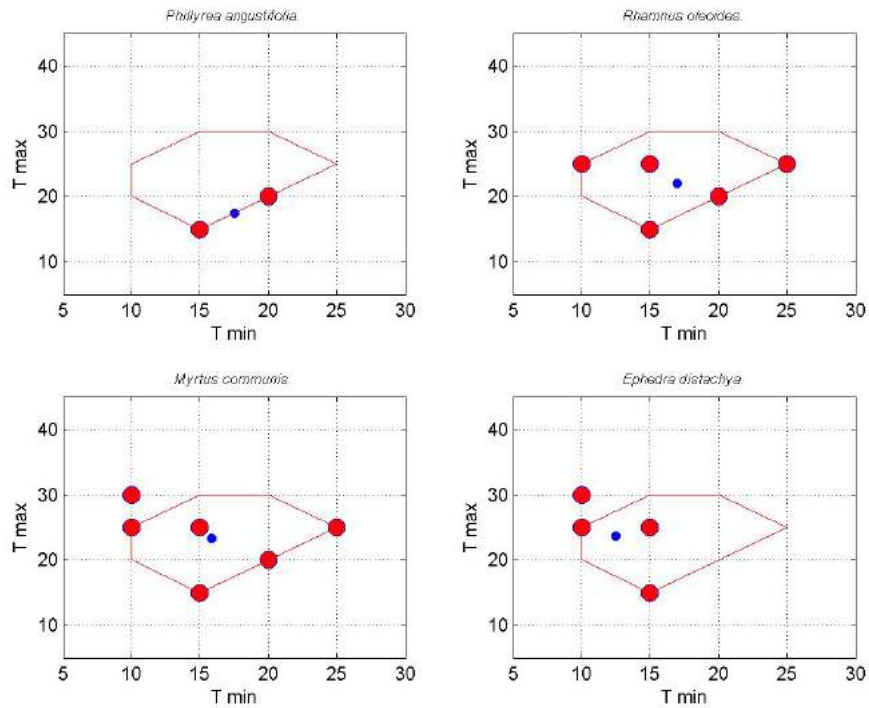 Phillyrea angustifolia
40
30
20
10
T max
5 10 15 20 25 30
T min
Rhamnus oleoides.
40
30
20
10
T max
5 10 15 20 25 30
T min
Myrtus communis
40
30
20
10
T max
5 10 15 20 25 30
T min
Ephedra distachya
40
30
20
10
T max
5 10 15 20 25 30
T min